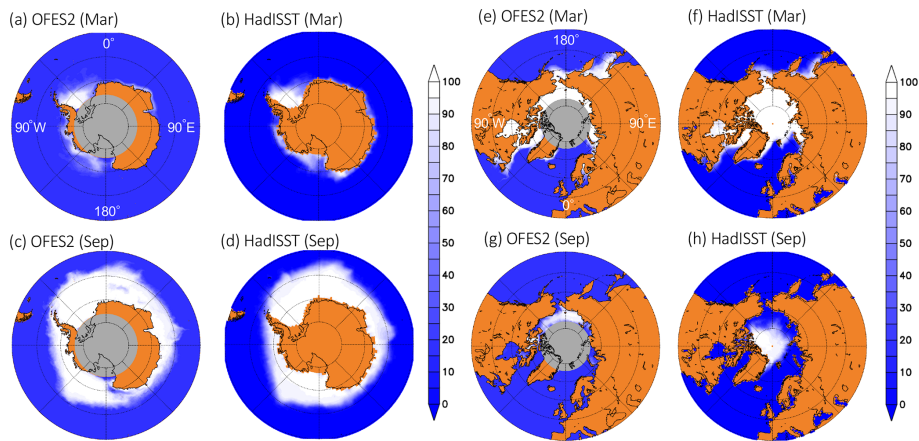 (a) OFES2 (Mar)
(b) HadISST (Mar)
(e) OFES2 (Mar)
(f) HadISST (Mar)
0°
90°W
90°E
180°
180°
90°W
90°E
0°
100
90
80
70
60
50
40
30
20
10
0
100
90
80
70
60
50
40
30
20
10
0
(c) OFES2 (Sep)
(d) HadISST (Sep)
(g) OFES2 (Sep)
(h) HadISST (Sep)